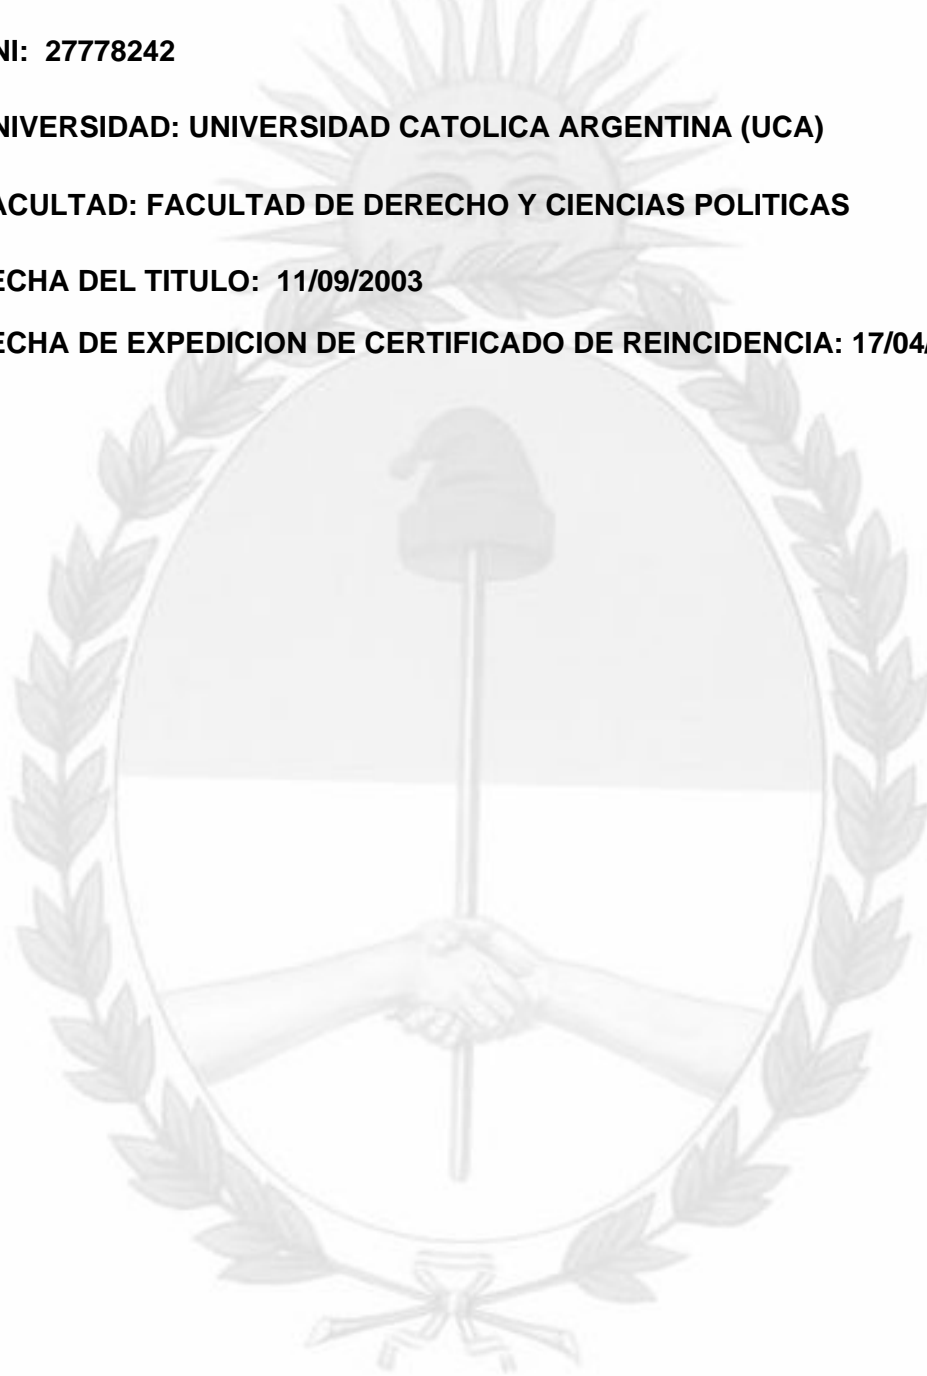 NI: 27778242
NIVERSIDAD: UNIVERSIDAD CATOLICA ARGENTINA (UCA)
ACULTAD: FACULTAD DE DERECHO Y CIENCIAS POLITICAS
ECHA DEL TITULO: 11/09/2003
ECHA DE EXPEDICION DE CERTIFICADO DE REINCIDENCIA: 17/04/